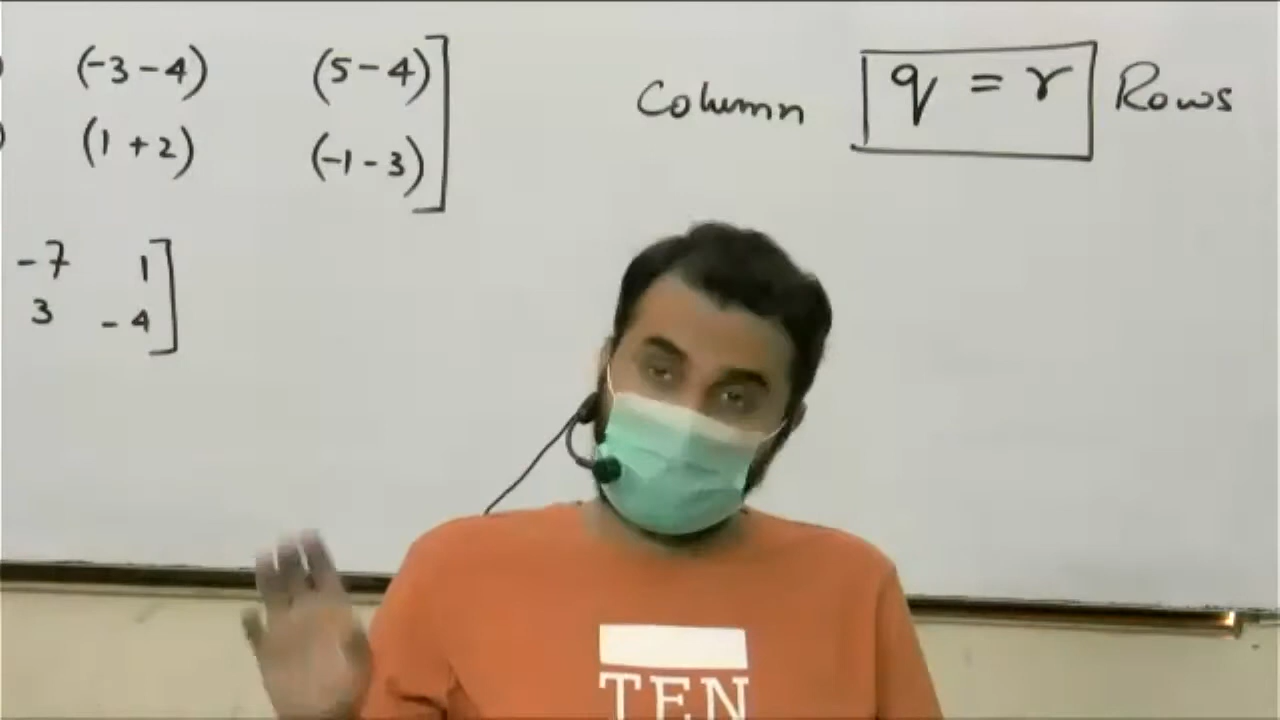 ) (-3 - 4) (5 - 4)]
) (1 + 2) (-1 - 3)]
-7 1]
3 -4]
Column q = r Rows
TEN